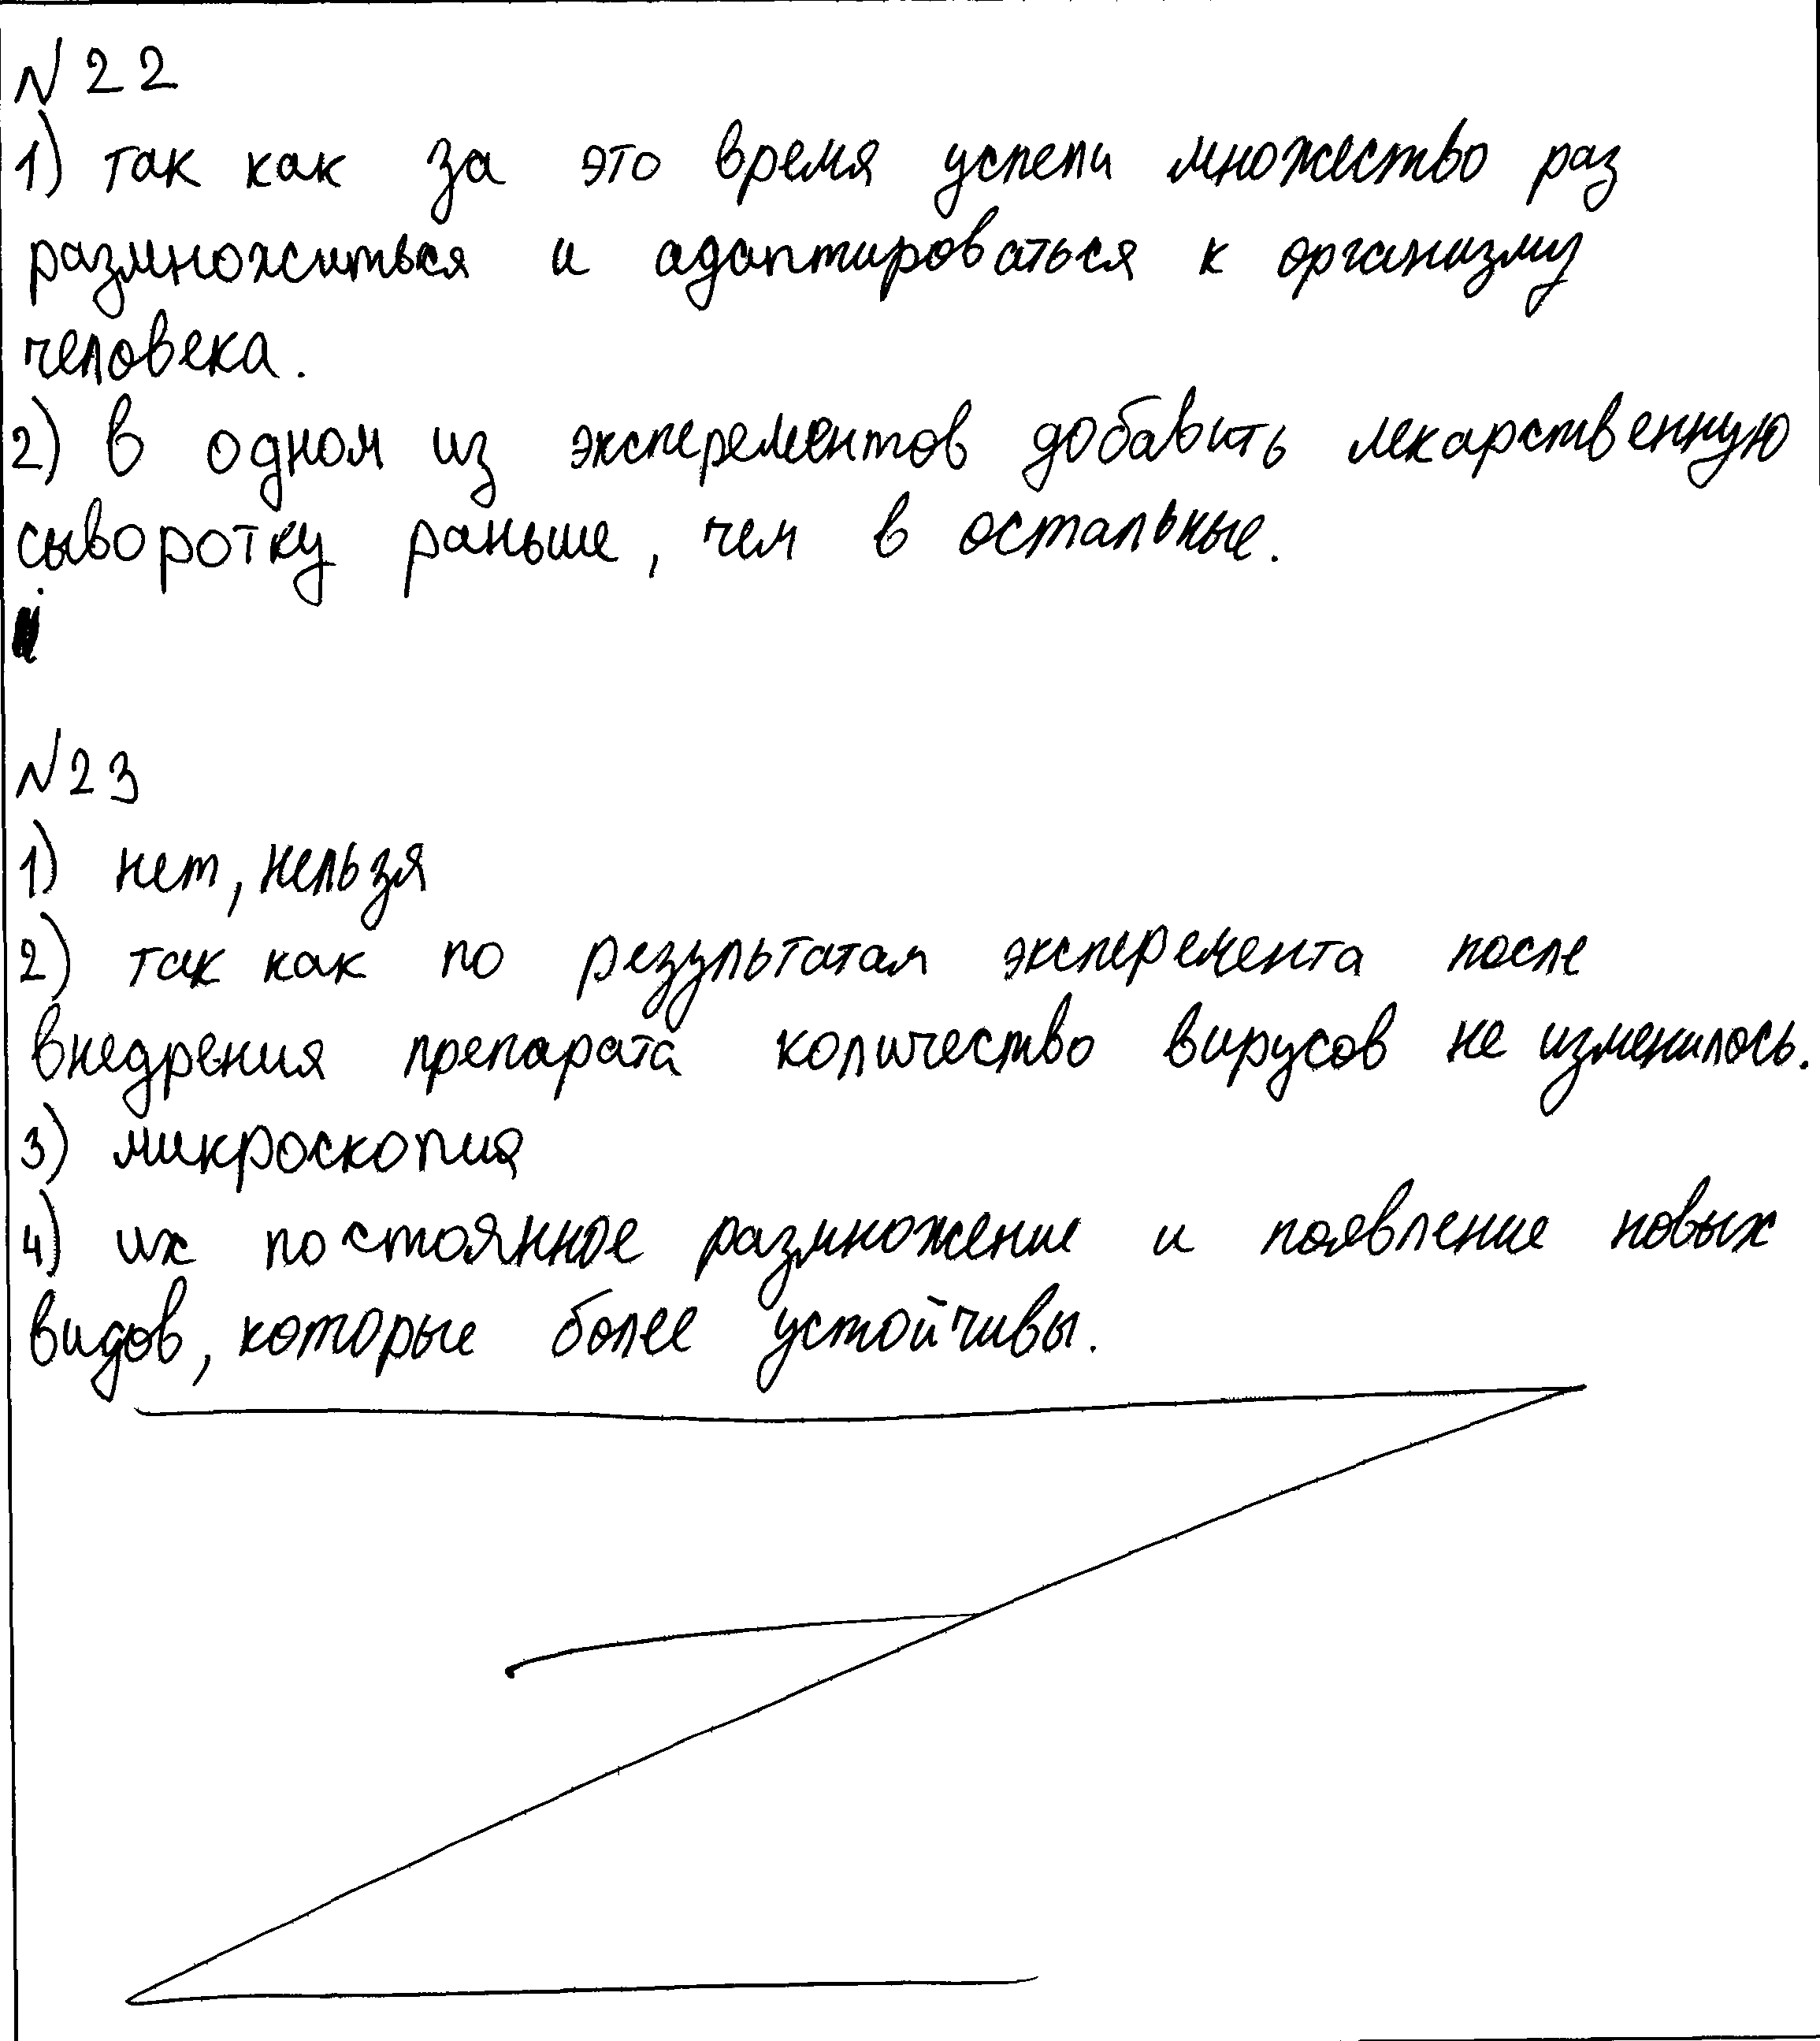 N 22
1) так как за это время успели множество раз
размножиться и адаптироваться к организму
человека.
2) в одном из эксперементов добавить лекарственную
сыворотку раньше, чем в остальные.
N 23
1) нет, нельзя
2) так как по результатам эксперемента после
внедрения препарата количество вирусов не изменилось.
3) микроскопия
4) их постоянное размножение и появление новых
видов, которые более устойчивы.